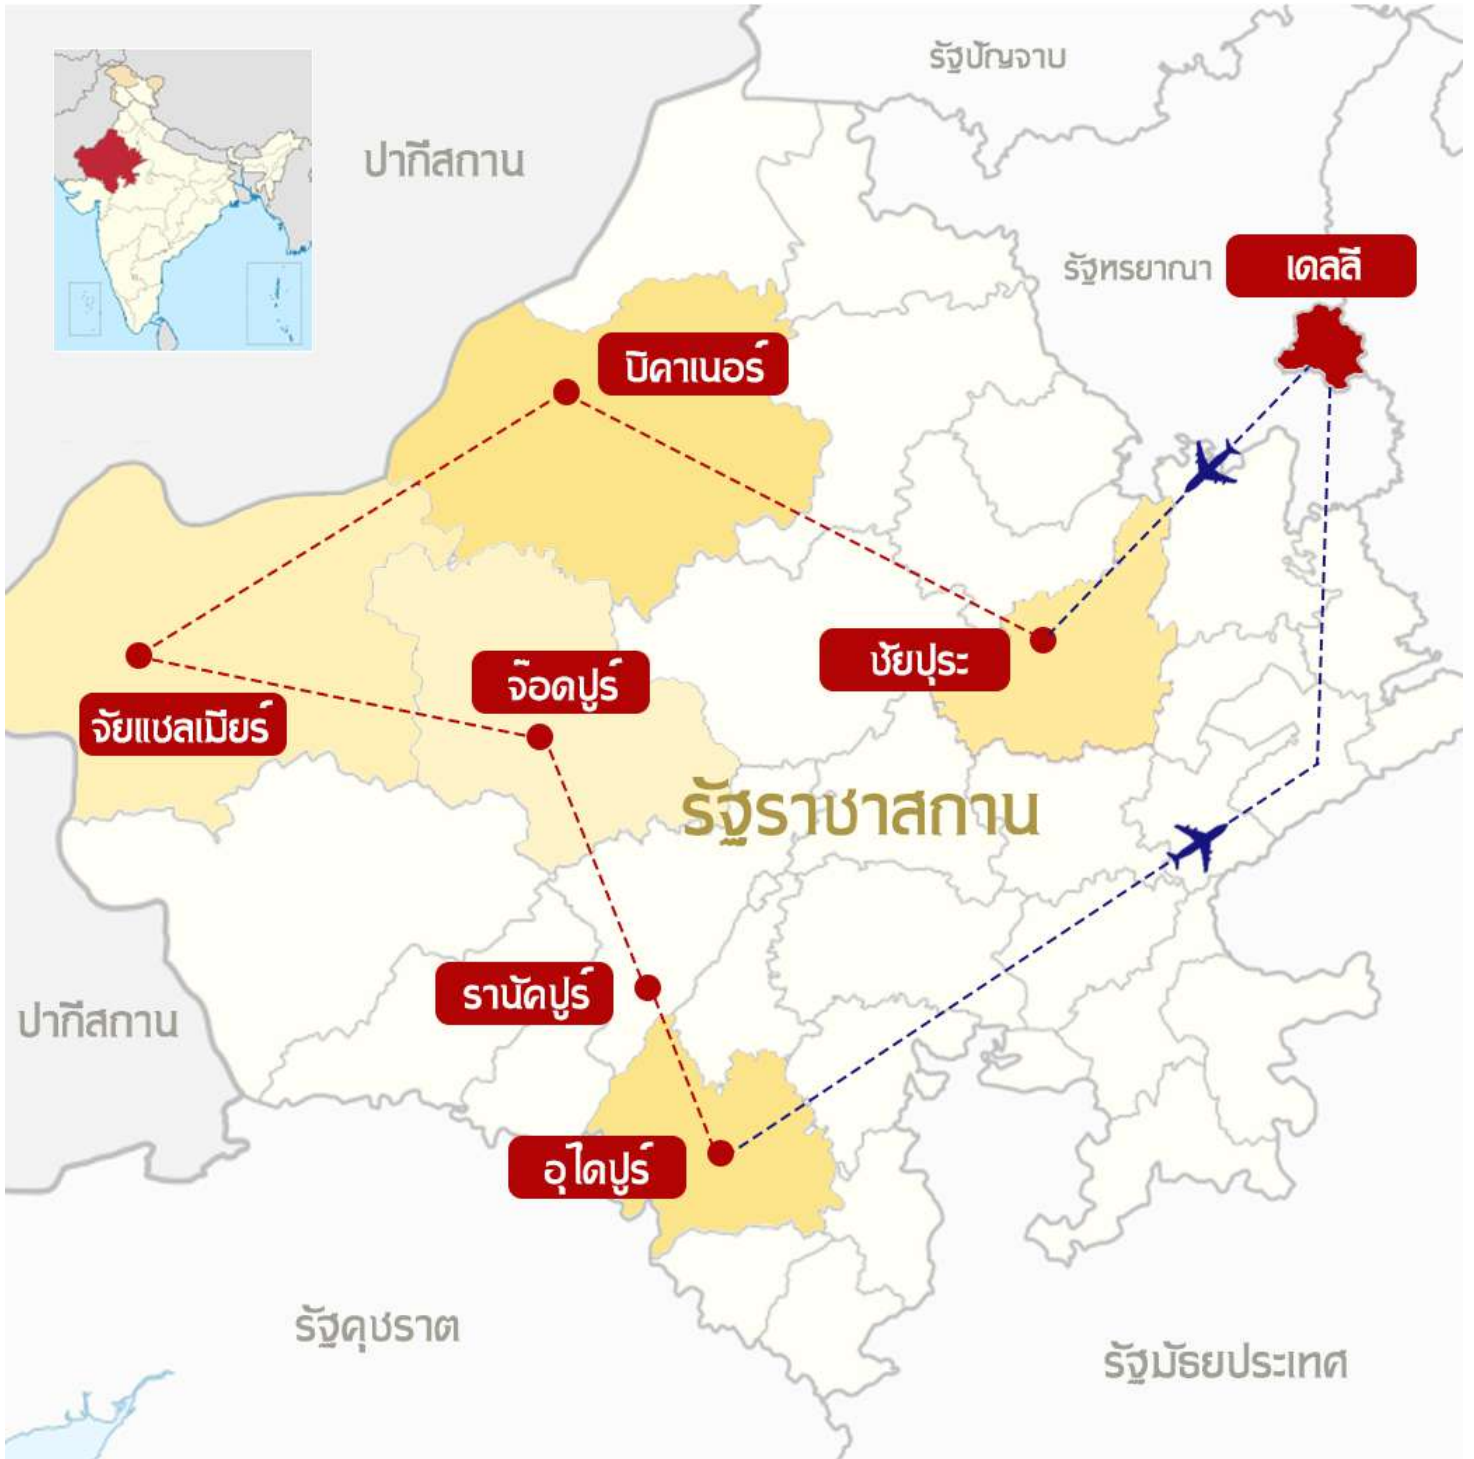 รัฐปัญจาบ
ปากีสถาน
รัฐหรยาณา
เดลลี
บิคาเนอร์
ชัยปุระ
จ๊อดปูร์
จัยแซลเมียร์
รัฐราชาสถาน
รานัคปูร์
ปากีสถาน
อุไดปูร์
รัฐคุชราต
รัฐมัธยประเทศ